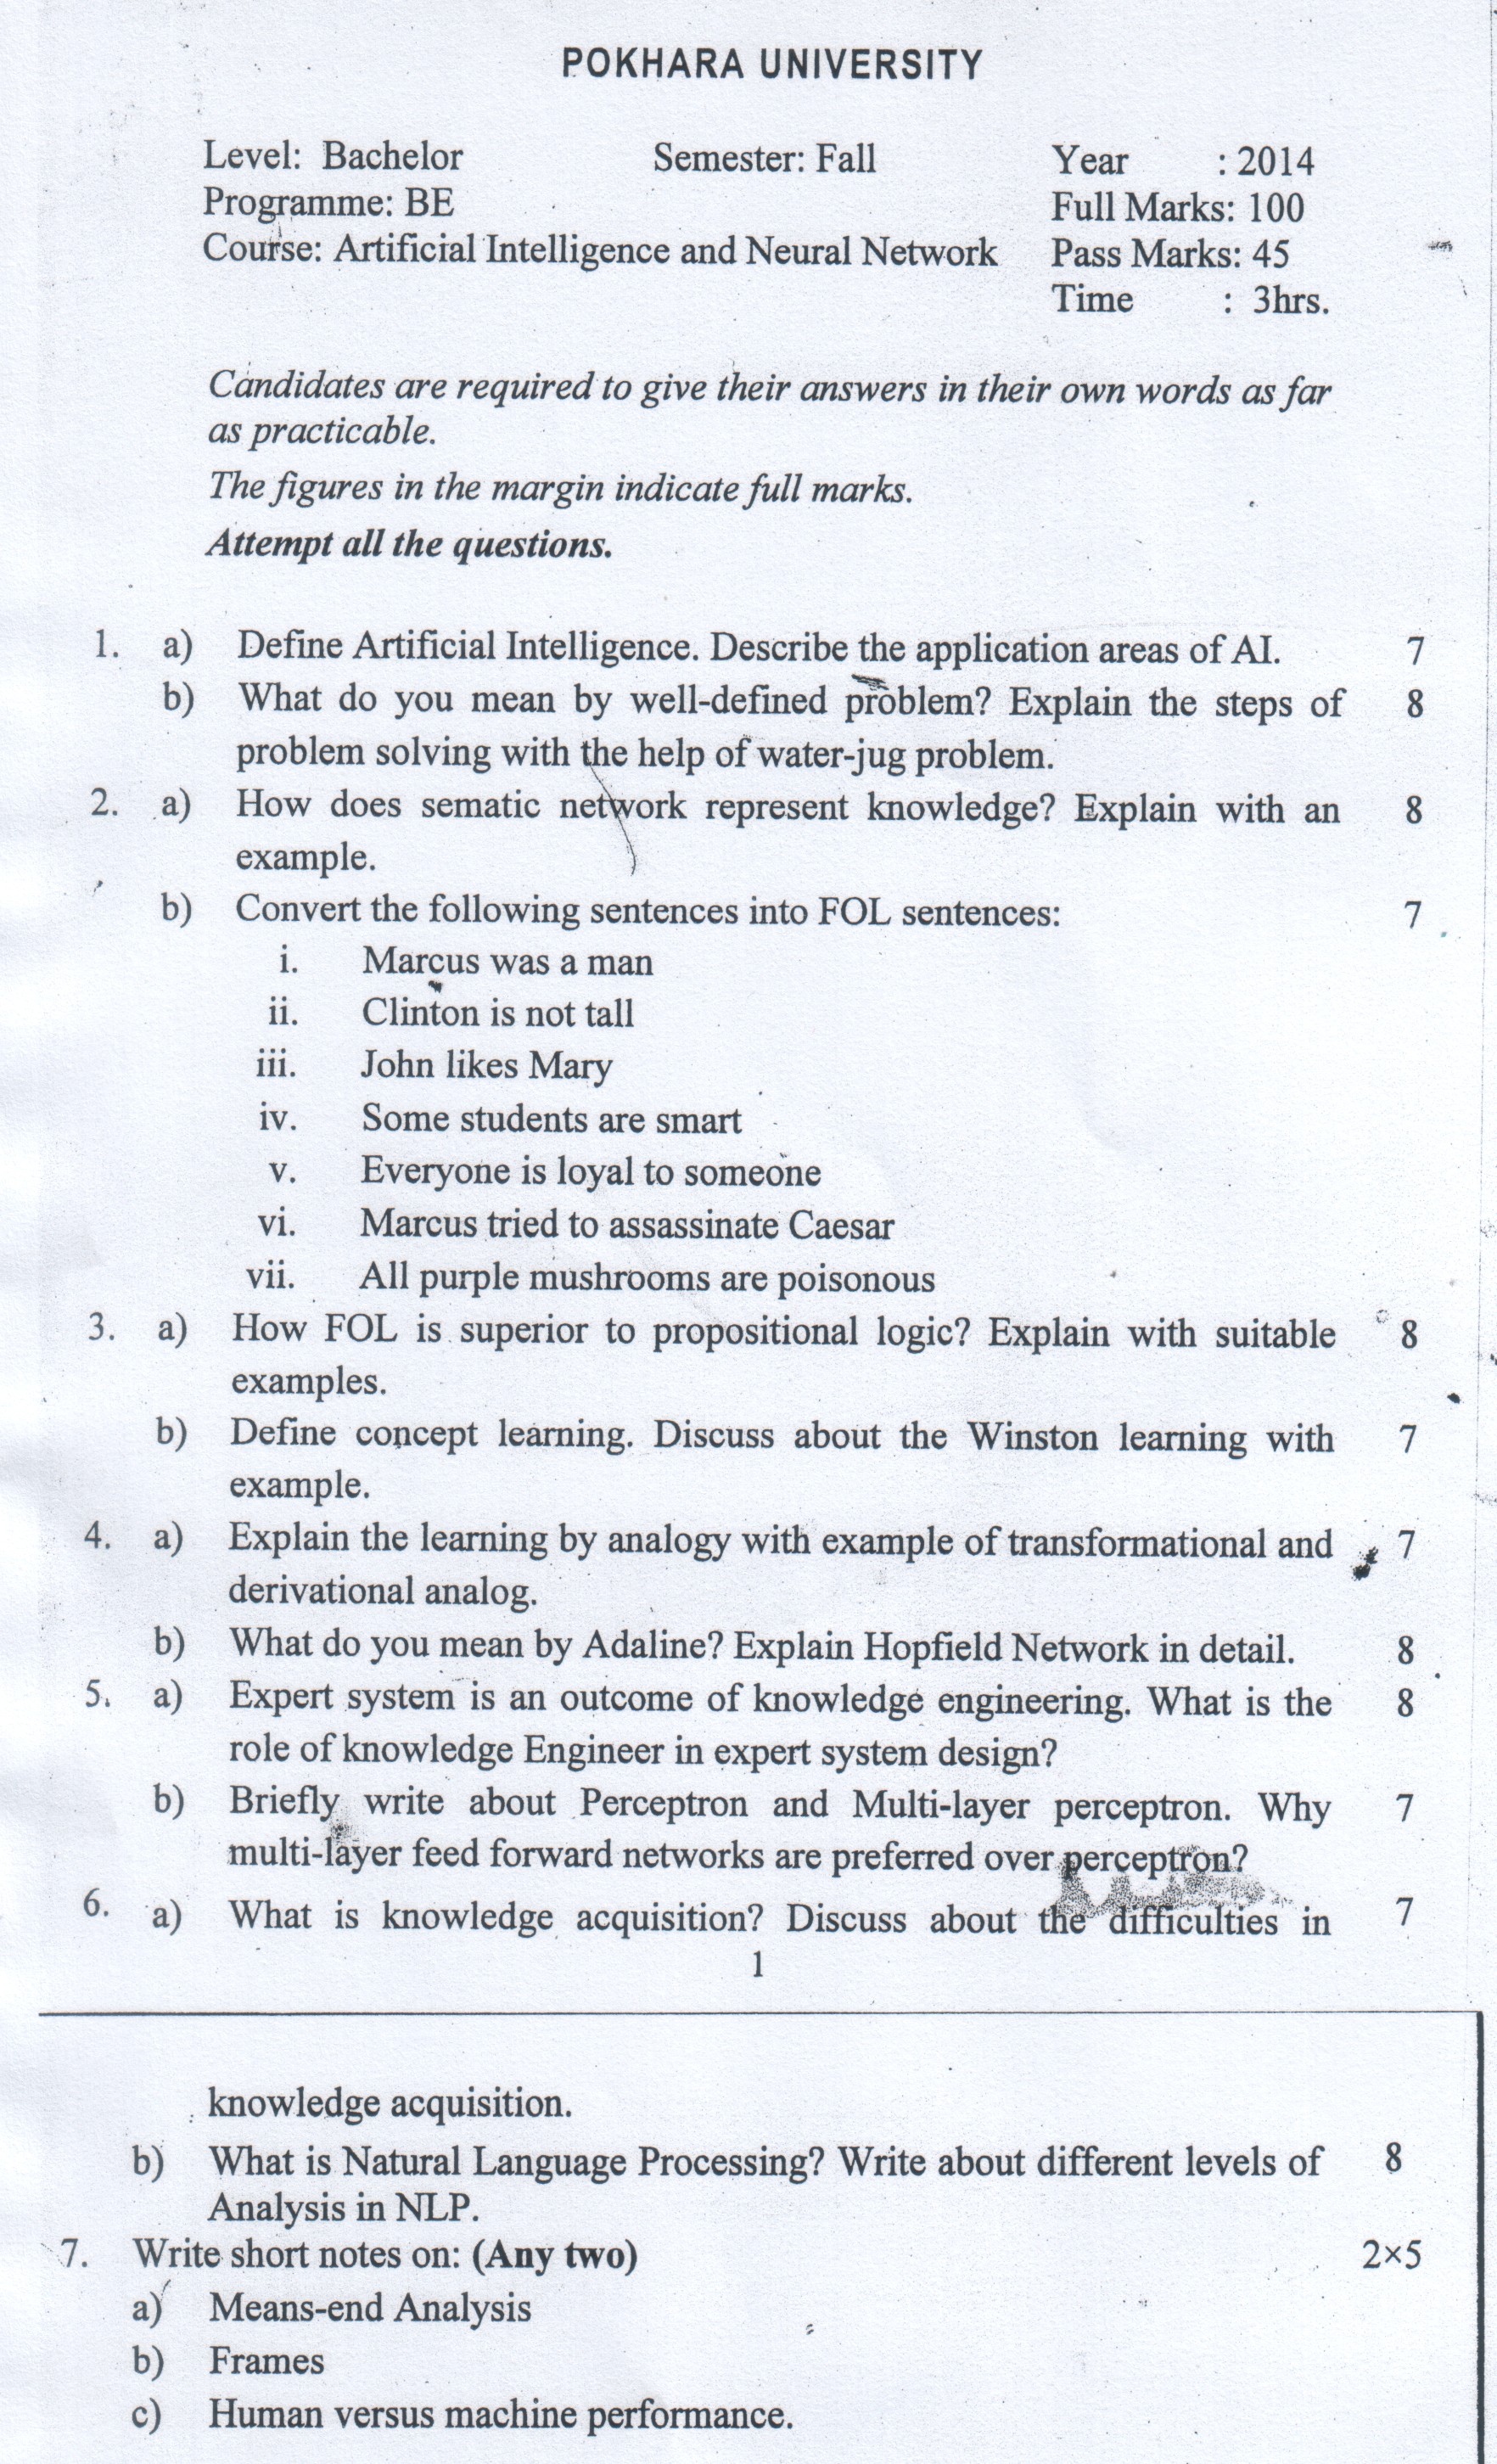 POKHARA UNIVERSITY
Level: Bachelor Semester: Fall Year : 2014
Programme: BE Full Marks: 100
Course: Artificial Intelligence and Neural Network Pass Marks: 45
Time : 3hrs.
Candidates are required to give their answers in their own words as far
as practicable.
The figures in the margin indicate full marks.
Attempt all the questions.
1. a) Define Artificial Intelligence. Describe the application areas of AI. 7
b) What do you mean by well-defined problem? Explain the steps of 8
problem solving with the help of water-jug problem.
2. a) How does sematic network represent knowledge? Explain with an 8
example.
b) Convert the following sentences into FOL sentences: 7
i. Marcus was a man
ii. Clinton is not tall
iii. John likes Mary
iv. Some students are smart
v. Everyone is loyal to someone
vi. Marcus tried to assassinate Caesar
vii. All purple mushrooms are poisonous
3. a) How FOL is superior to propositional logic? Explain with suitable 8
examples.
b) Define concept learning. Discuss about the Winston learning with 7
example.
4. a) Explain the learning by analogy with example of transformational and 7
derivational analog.
b) What do you mean by Adaline? Explain Hopfield Network in detail. 8
5. a) Expert system is an outcome of knowledge engineering. What is the 8
role of knowledge Engineer in expert system design?
b) Briefly write about Perceptron and Multi-layer perceptron. Why 7
multi-layer feed forward networks are preferred over perceptron?
6. a) What is knowledge acquisition? Discuss about the difficulties in 7
1
knowledge acquisition.
b) What is Natural Language Processing? Write about different levels of 8
Analysis in NLP.
7. Write short notes on: (Any two) 2×5
a) Means-end Analysis
b) Frames
c) Human versus machine performance.